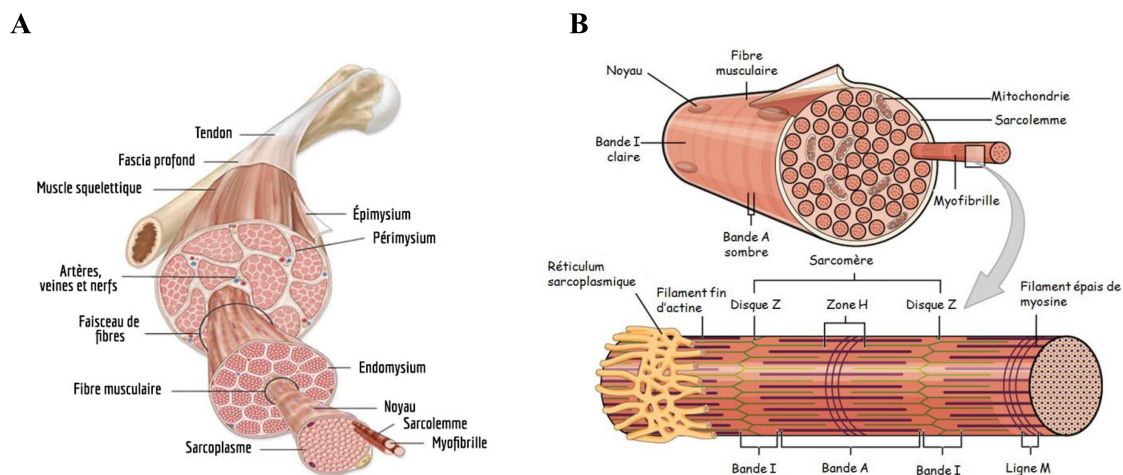 A
Tendon
Fascia profond
Muscle squelettique
Épimysium
Périmysium
Artères,
veines et nerfs
Faisceau de
fibres
Endomysium
Fibre musculaire
Noyau
Sarcolemme
Myofibrille
Sarcoplasme
B
Noyau
Fibre
musculaire
Mitochondrie
Sarcolemme
Bande I
claire
Myofibrille
Bande A
sombre
Sarcomère
Réticulum
sarcoplasmique
Filament fin
d'actine
Disque Z
Zone H
Disque Z
Filament épais de
myosine
Bande I
Bande A
Bande I
Ligne M